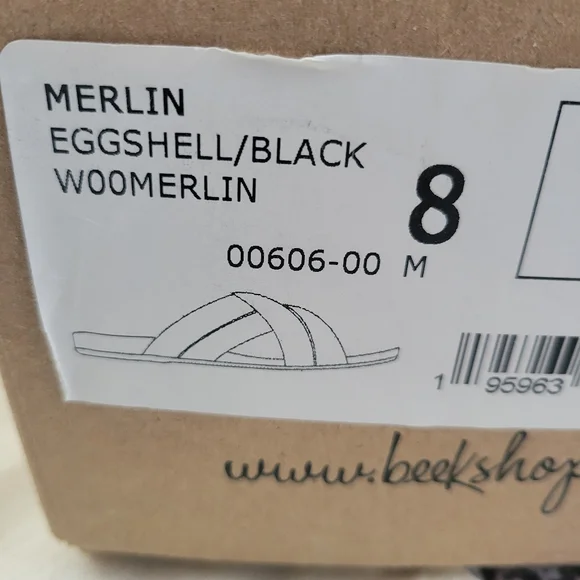 MERLIN
EGGSHELL/BLACK
W00MERLIN
8
00606-00 M
1 95963
www.beekshop